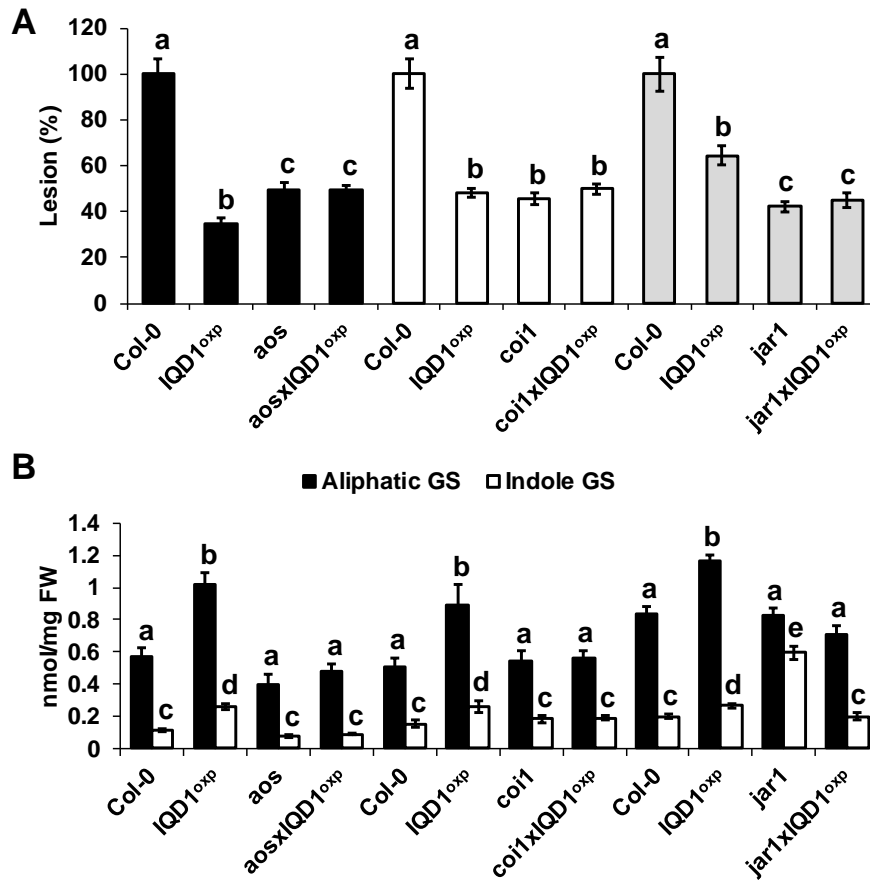 A
120
100
80
60
40
20
0
Lesion (%)
a b c c a b b b a b c c
Col-0 IQD1oxp aos aosxIQD1oxp Col-0 IQD1oxp coi1 coi1xIQD1oxp Col-0 IQD1oxp jar1 jar1xIQD1oxp
B
Aliphatic GS Indole GS
1.4
1.2
1
0.8
0.6
0.4
0.2
0
nmol/mg FW
a c b d a c a c a c b d a c a c a c b d a e a c
Col-0 IQD1oxp aos aosxIQD1oxp Col-0 IQD1oxp coi1 coi1xIQD1oxp Col-0 IQD1oxp jar1 jar1xIQD1oxp